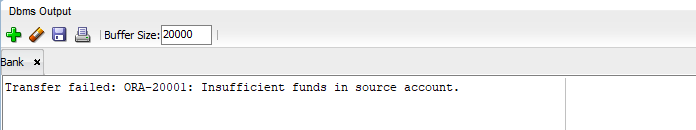 Dbms Output
Buffer Size: 20000
Bank ×
Transfer failed: ORA-20001: Insufficient funds in source account.